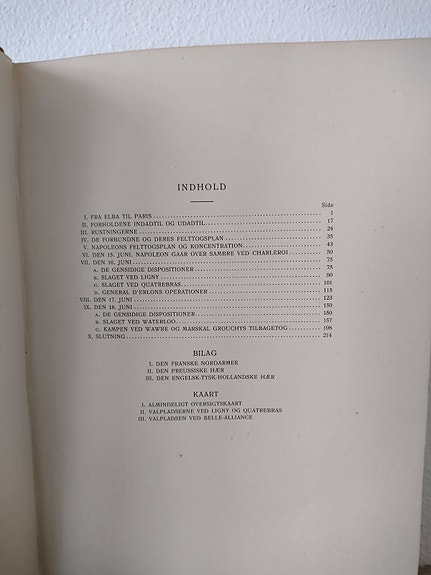 INDHOLD
Side
I. FRA ELBA TIL PARIS 1
II. FORHOLDENE INDADTIL OG UDADTIL 17
III. RUSTNINGERNE 24
IV. DE FORBUNDNE OG DERES FELTTOGSPLAN 35
V. NAPOLEONS FELTTOGSPLAN OG KONCENTRATION 43
VI. DEN 15. JUNI. NAPOLEON GAAR OVER SAMBRE VED CHARLEROI 50
VII. DEN 16. JUNI 75
A. DE GENSIDIGE DISPOSITIONER 75
B. SLAGET VED LIGNY 90
C. SLAGET VED QUATREBRAS 101
D. GENERAL D'ERLONS OPERATIONER 115
VIII. DEN 17. JUNI 123
IX. DEN 18. JUNI 150
A. DE GENSIDIGE DISPOSITIONER 150
B. SLAGET VED WATERLOO 157
C. KAMPEN VED WAWRE OG MARSKAL GROUCHYS TILBAGETOG 198
X. SLUTNING 214
BILAG
I. DEN FRANSKE NORDARMEE
II. DEN PREUSSISKE HÆR
III. DEN ENGELSK-TYSK-HOLLANDSKE HÆR
KAART
I. ALMINDELIGT OVERSIGTSKAART
II. VALPLADSERNE VED LIGNY OG QUATREBRAS
III. VALPLADSEN VED BELLE-ALLIANCE